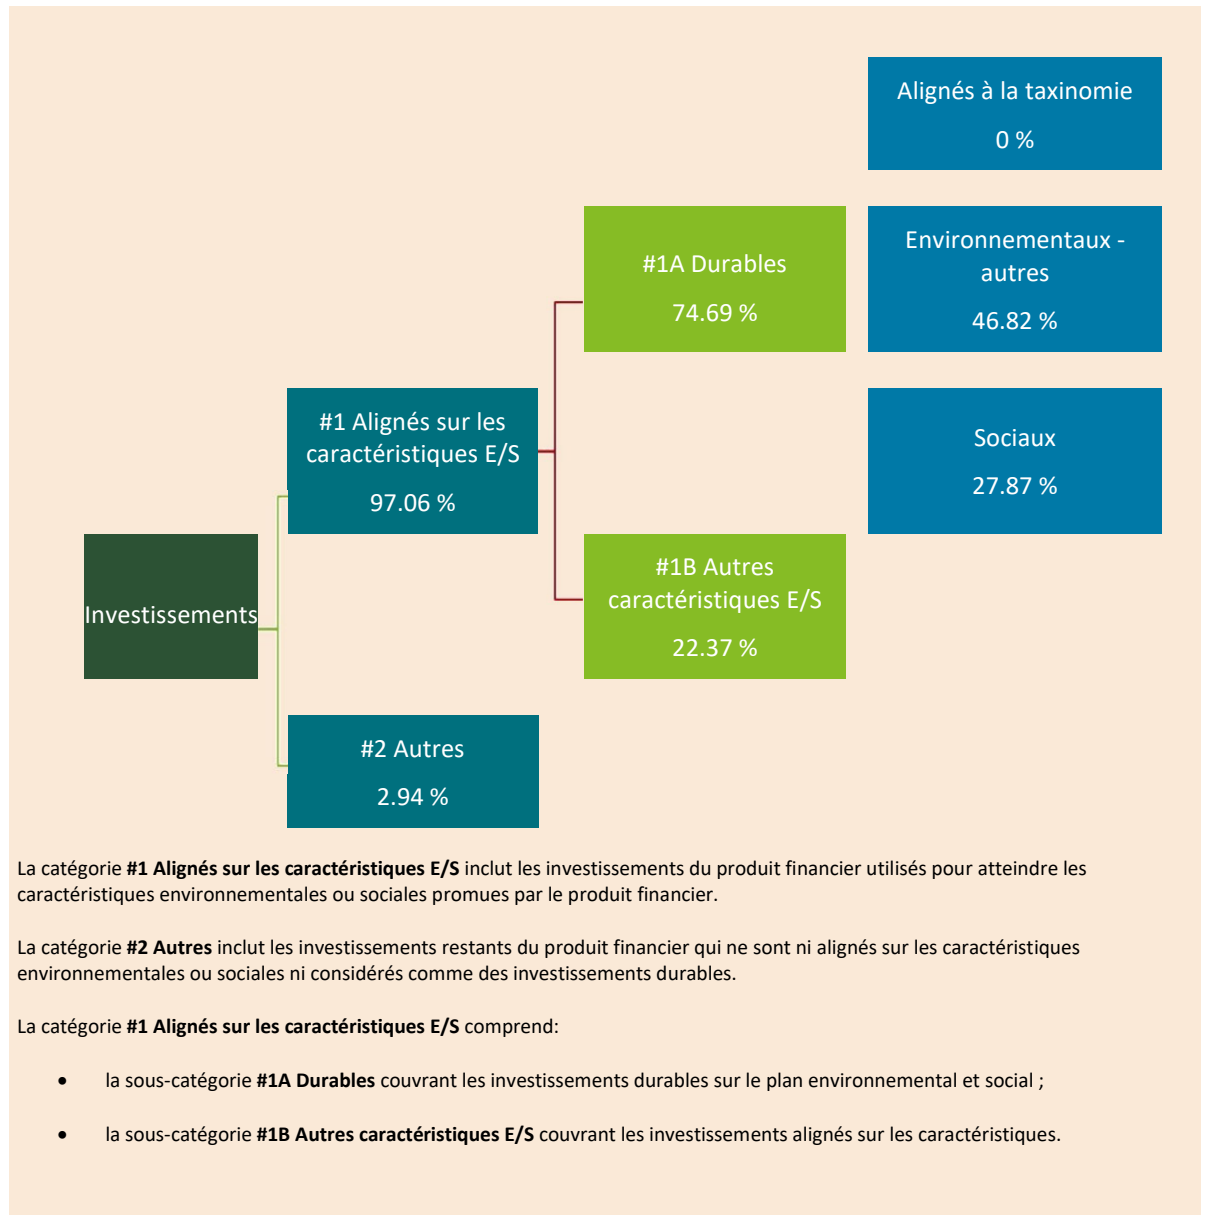 Alignés à la taxinomie
0 %
Environnementaux -
autres
46.82 %
#1A Durables
74.69 %
Sociaux
27.87 %
#1 Alignés sur les
caractéristiques E/S
97.06 %
#1B Autres
caractéristiques E/S
22.37 %
Investissements
#2 Autres
2.94 %
La catégorie #1 Alignés sur les caractéristiques E/S inclut les investissements du produit financier utilisés pour atteindre les
caractéristiques environnementales ou sociales promues par le produit financier.
La catégorie #2 Autres inclut les investissements restants du produit financier qui ne sont ni alignés sur les caractéristiques
environnementales ou sociales ni considérés comme des investissements durables.
La catégorie #1 Alignés sur les caractéristiques E/S comprend:
• la sous-catégorie #1A Durables couvrant les investissements durables sur le plan environnemental et social ;
• la sous-catégorie #1B Autres caractéristiques E/S couvrant les investissements alignés sur les caractéristiques.